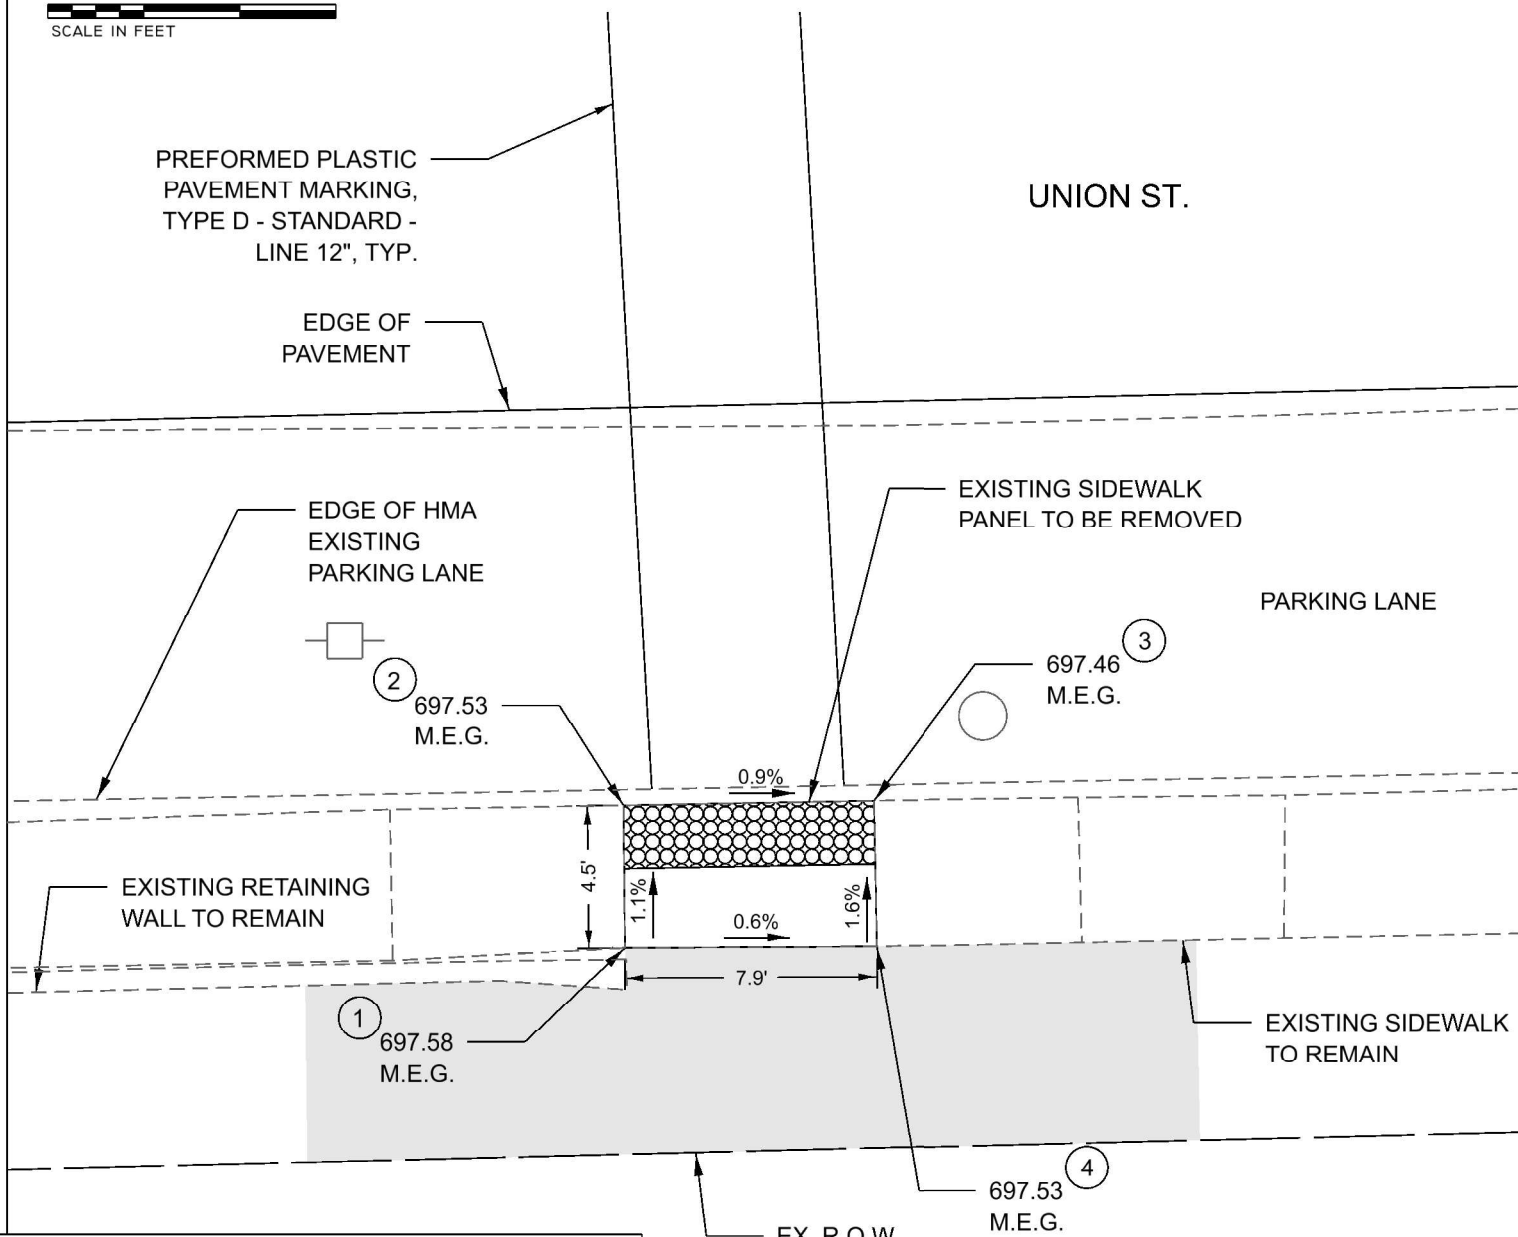 SCALE IN FEET
PREFORMED PLASTIC
PAVEMENT MARKING,
TYPE D - STANDARD -
LINE 12", TYP.
UNION ST.
EDGE OF
PAVEMENT
EDGE OF HMA
EXISTING
PARKING LANE
EXISTING SIDEWALK
PANEL TO BE REMOVED
PARKING LANE
2
697.53
M.E.G.
3
697.46
M.E.G.
0.9%
4.5'
1.1%
0.6%
1.6%
7.9'
EXISTING RETAINING
WALL TO REMAIN
1
697.58
M.E.G.
EXISTING SIDEWALK
TO REMAIN
4
697.53
M.E.G.
EX. R.O.W.